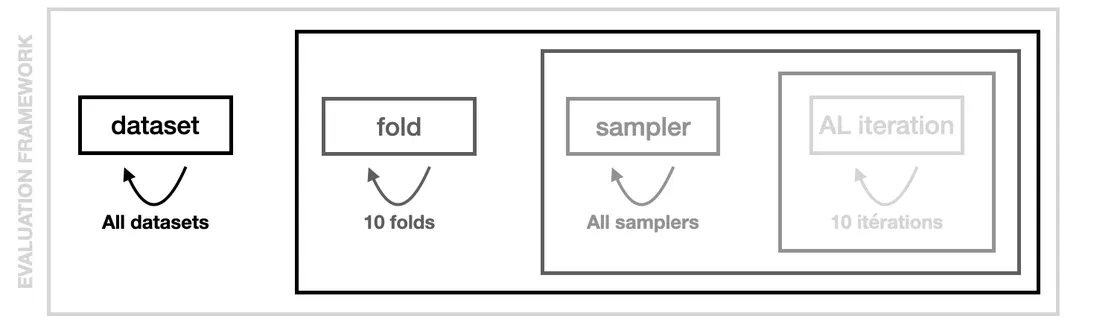 EVALUATION FRAMEWORK
dataset
All datasets
fold
10 folds
sampler
All samplers
AL iteration
10 itérations